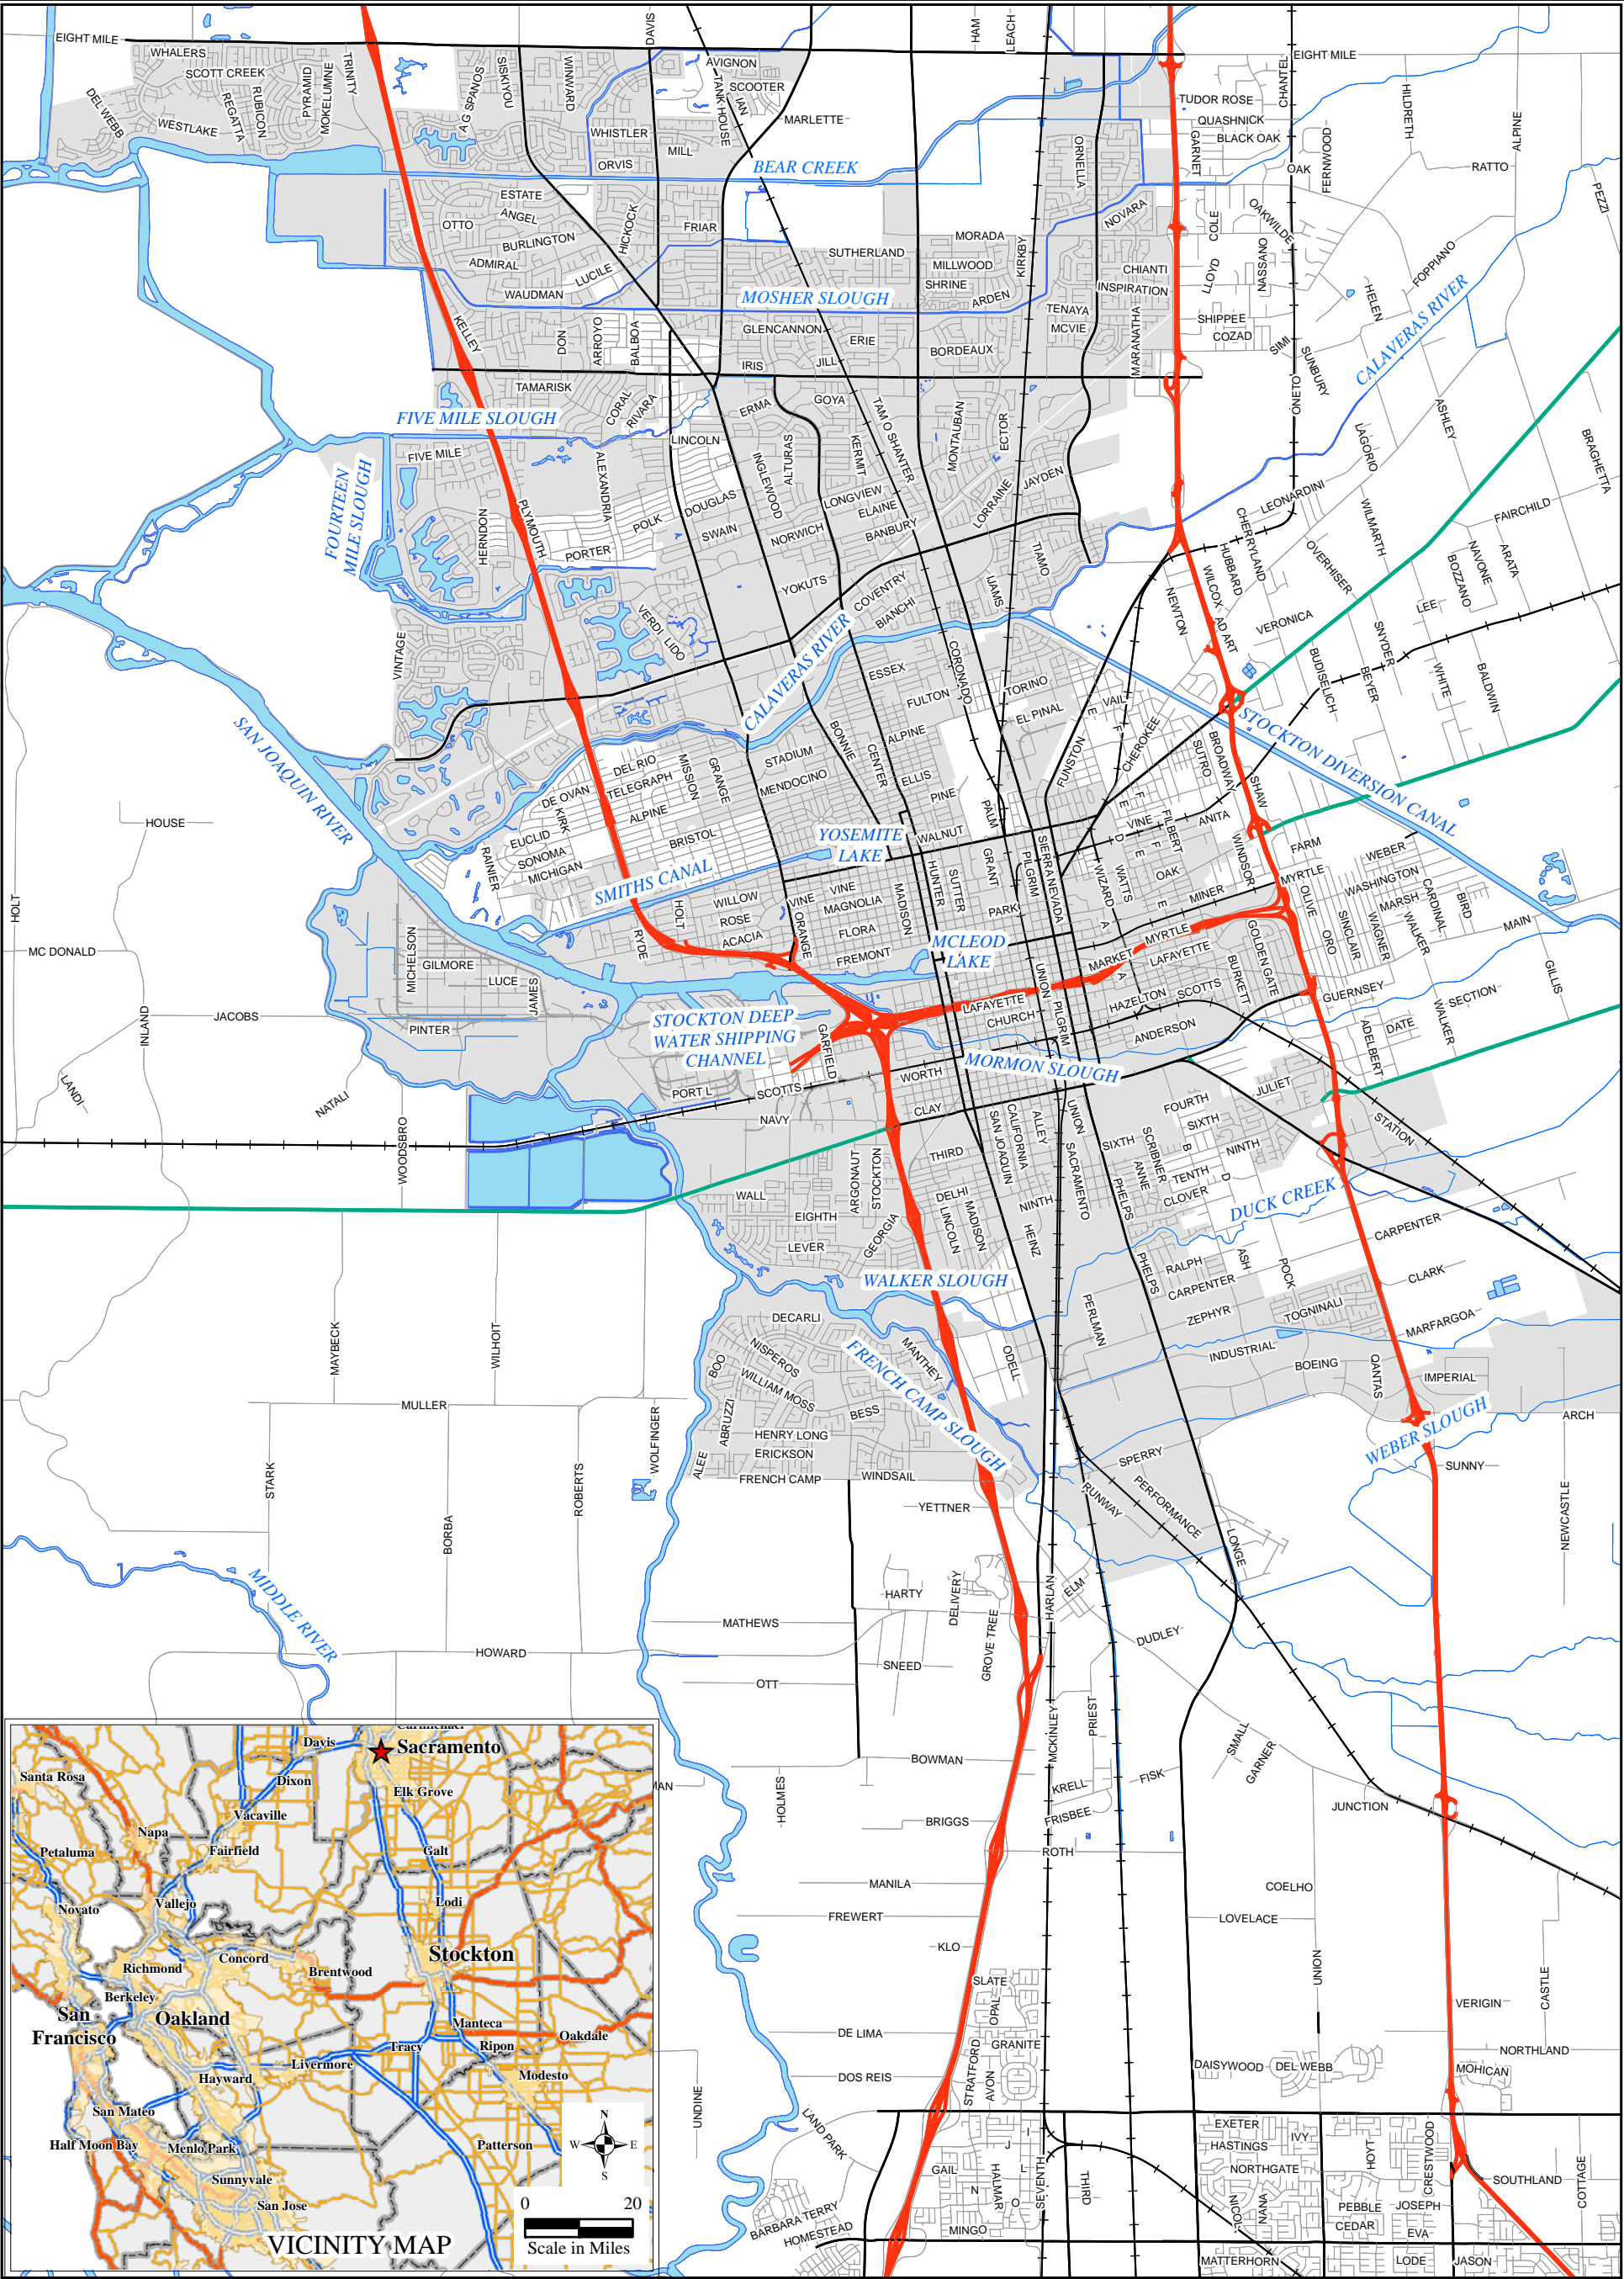 EIGHT MILE
WHALERS
SCOTT CREEK
DEL WEBB
WESTLAKE
REGATTA
RUBICON
PYRAMID
MOKELUMNE
TRINITY
A G SPANOS
SISKIYOU
WINWARD
DAVIS
AVIGNON
SCOOTER
TANK HOUSE
IAN
MARLETTE
WHISTLER
MILL
ORVIS
HAM
LEACH
CHANTEL
EIGHT MILE
TUDOR ROSE
QUASHNICK
BLACK OAK
GARNET
OAK
FERNWOOD
HILDRETH
ALPINE
RATTO
PEZZI
BEAR CREEK
ORNELLA
ESTATE
ANGEL
OTTO
BURLINGTON
ADMIRAL
HICKOCK
LUCILE
WAUDMAN
FRIAR
SUTHERLAND
MORADA
MILLWOOD
SHRINE
ARDEN
KIRKBY
NOVARA
COLE
OAKWILDE
NASSANO
LLOYD
CHIANTI
INSPIRATION
POPPIANO
HELEN
CALAVERAS RIVER
MOSHER SLOUGH
TENAYA
MCVIE
MARANATHA
SHIPPEE
COZAD
SIMI
SUNBURY
KELLEY
DON
ARROYO
BALBOA
GLENCANNON
ERIE
BORDEAUX
IRIS
JILL
TAMARISK
CORAL
RIVARA
ERMA
GOYA
TAM O SHANTER
MONTAUBAN
ECTOR
ONETO
ASHLEY
LAGORIO
BRAGHETTA
FIVE MILE SLOUGH
FIVE MILE
LINCOLN
ALTURAS
KERMIT
INGLEWOOD
ALEXANDRIA
FOURTEEN
MILE SLOUGH
HERNDON
PLYMOUTH
POLK
DOUGLAS
SWAIN
PORTER
LONGVIEW
ELAINE
NORWICH
BANBURY
LORRAINE
JAYDEN
TIAMO
IJAMS
LEONARDINI
CHERRYLAND
HUBBARD
WILCOX
AD ART
OVERHISER
WILMARTH
FAIRCHILD
NAVONE
ARATA
BOZZANO
LEE
YOKUTS
COVENTRY
BIANCHI
VERDI
LIDO
VINTAGE
NEWTON
VERONICA
BUDISELICH
SNYDER
BEYER
WHITE
BALDWIN
CALAVERAS RIVER
ESSEX
CORONADO
FULTON
TORINO
EL PINAL
VAIL
E
F
CHEROKEE
STOCKTON DIVERSION CANAL
SAN JOAQUIN RIVER
BONNIE
ALPINE
CENTER
STADIUM
MENDOCINO
ELLIS
PINE
FUNSTON
SUTRO
BROADWAY
SHAW
DEL RIO
TELEGRAPH
DE OVAN
KIRK
MISSION
GRANGE
ALPINE
EUCLID
SONOMA
MICHIGAN
RAINIER
BRISTOL
YOSEMITE
LAKE
WALNUT
PALM
SIERRA NEVADA
PILGRIM
VINE
FILBERT
ANITA
WINDSOR
FARM
WEBER
HOUSE
SMITHS CANAL
HOLT
WILLOW
ROSE
ACACIA
VINE
VINE
MAGNOLIA
FLORA
FREMONT
ORANGE
MADISON
HUNTER
SUTTER
GRANT
PARK
WIZARD
WATTS
OAK
MINER
MYRTLE
WASHINGTON
MARSH
CARDINAL
BIRD
OLIVE
SINCLAIR
WAGNER
WALKER
MAIN
ORO
HOLT
MC DONALD
RYDE
MICHELSON
GILMORE
LUCE
JAMES
PINTER
JACOBS
INLAND
MCLEOD
LAKE
UNION
MARKET
MYRTLE
LAFAYETTE
LAFAYETTE
CHURCH
PILGRIM
HAZELTON
SCOTTS
BURKETT
GOLDEN GATE
GUERNSEY
SECTION
GILLIS
WALKER
DATE
ADELBERT
ANDERSON
STOCKTON DEEP
WATER SHIPPING
CHANNEL
GARFIELD
MORMON SLOUGH
LANDI
NATALI
WOODSBRO
PORT L
SCOTTS
WORTH
CLAY
NAVY
FOURTH
JULIET
SIXTH
STATION
THIRD
SAN JOAQUIN
CALIFORNIA
ALLEY
UNION
SACRAMENTO
SIXTH
SCRIBNER
ANNE
B
NINTH
TENTH
D
CLOVER
PHELPS
DUCK CREEK
ARGONAUT
STOCKTON
WALL
EIGHTH
LEVER
GEORGIA
DELHI
LINCOLN
MADISON
NINTH
HEINZ
CARPENTER
WALKER SLOUGH
RALPH
CARPENTER
ASH
POCK
CLARK
PHELPS
ZEPHYR
TOGNINALI
MARFARGOA
DECARLI
PERLMAN
INDUSTRIAL
BOEING
QANTAS
IMPERIAL
MAYBECK
WILHOIT
BOO
NISPEROS
WILLIAM MOSS
MANTHEY
ODELL
FRENCH CAMP SLOUGH
MULLER
ABRUZZI
BESS
HENRY LONG
ERICKSON
WOLFINGER
ALEE
FRENCH CAMP
WINDSAIL
WEBER SLOUGH
ARCH
SPERRY
SUNNY
RUNWAY
PERFORMANCE
YETTNER
STARK
BORBA
ROBERTS
LONGE
NEWCASTLE
MIDDLE RIVER
HARTY
DELIVERY
HARLAN
ELM
MATHEWS
GROVE TREE
DUDLEY
HOWARD
SNEED
OTT
PRIEST
MCKINLEY
BOWMAN
SMALL
GARNER
FISK
KRELL
FRISBEE
HOLMES
BRIGGS
JUNCTION
ROTH
MANILA
FREWERT
COELHO
LOVELACE
KLO
UNION
CASTLE
SLATE
OPAL
VERIGIN
DE LIMA
GRANITE
NORTHLAND
DOS REIS
STRATFORD
AVON
DAISYWOOD
DEL WEBB
MOHICAN
UNDINE
LAND PARK
EXETER
HASTINGS
IVY
HOYT
CRESTWOOD
GAIL
HALMAR
J
I
L
N
O
SEVENTH
THIRD
NORTHGATE
SOUTHLAND
COTTAGE
NICOL
NANA
PEBBLE
JOSEPH
CEDAR
EVA
BARBARA TERRY
HOMESTEAD
MINGO
MATTERHORN
LODE
JASON
Carmichael
Davis
Sacramento
Santa Rosa
Dixon
Elk Grove
Vacaville
Napa
Petaluma
Fairfield
Galt
Novato
Vallejo
Lodi
Concord
Stockton
Richmond
Brentwood
Berkeley
San
Francisco
Oakland
Manteca
Oakdale
Tracy
Ripon
Livermore
Hayward
Modesto
San Mateo
Half Moon Bay
Menlo Park
Patterson
Sunnyvale
San Jose
N
W
E
S
0 20
Scale in Miles
VICINITY MAP